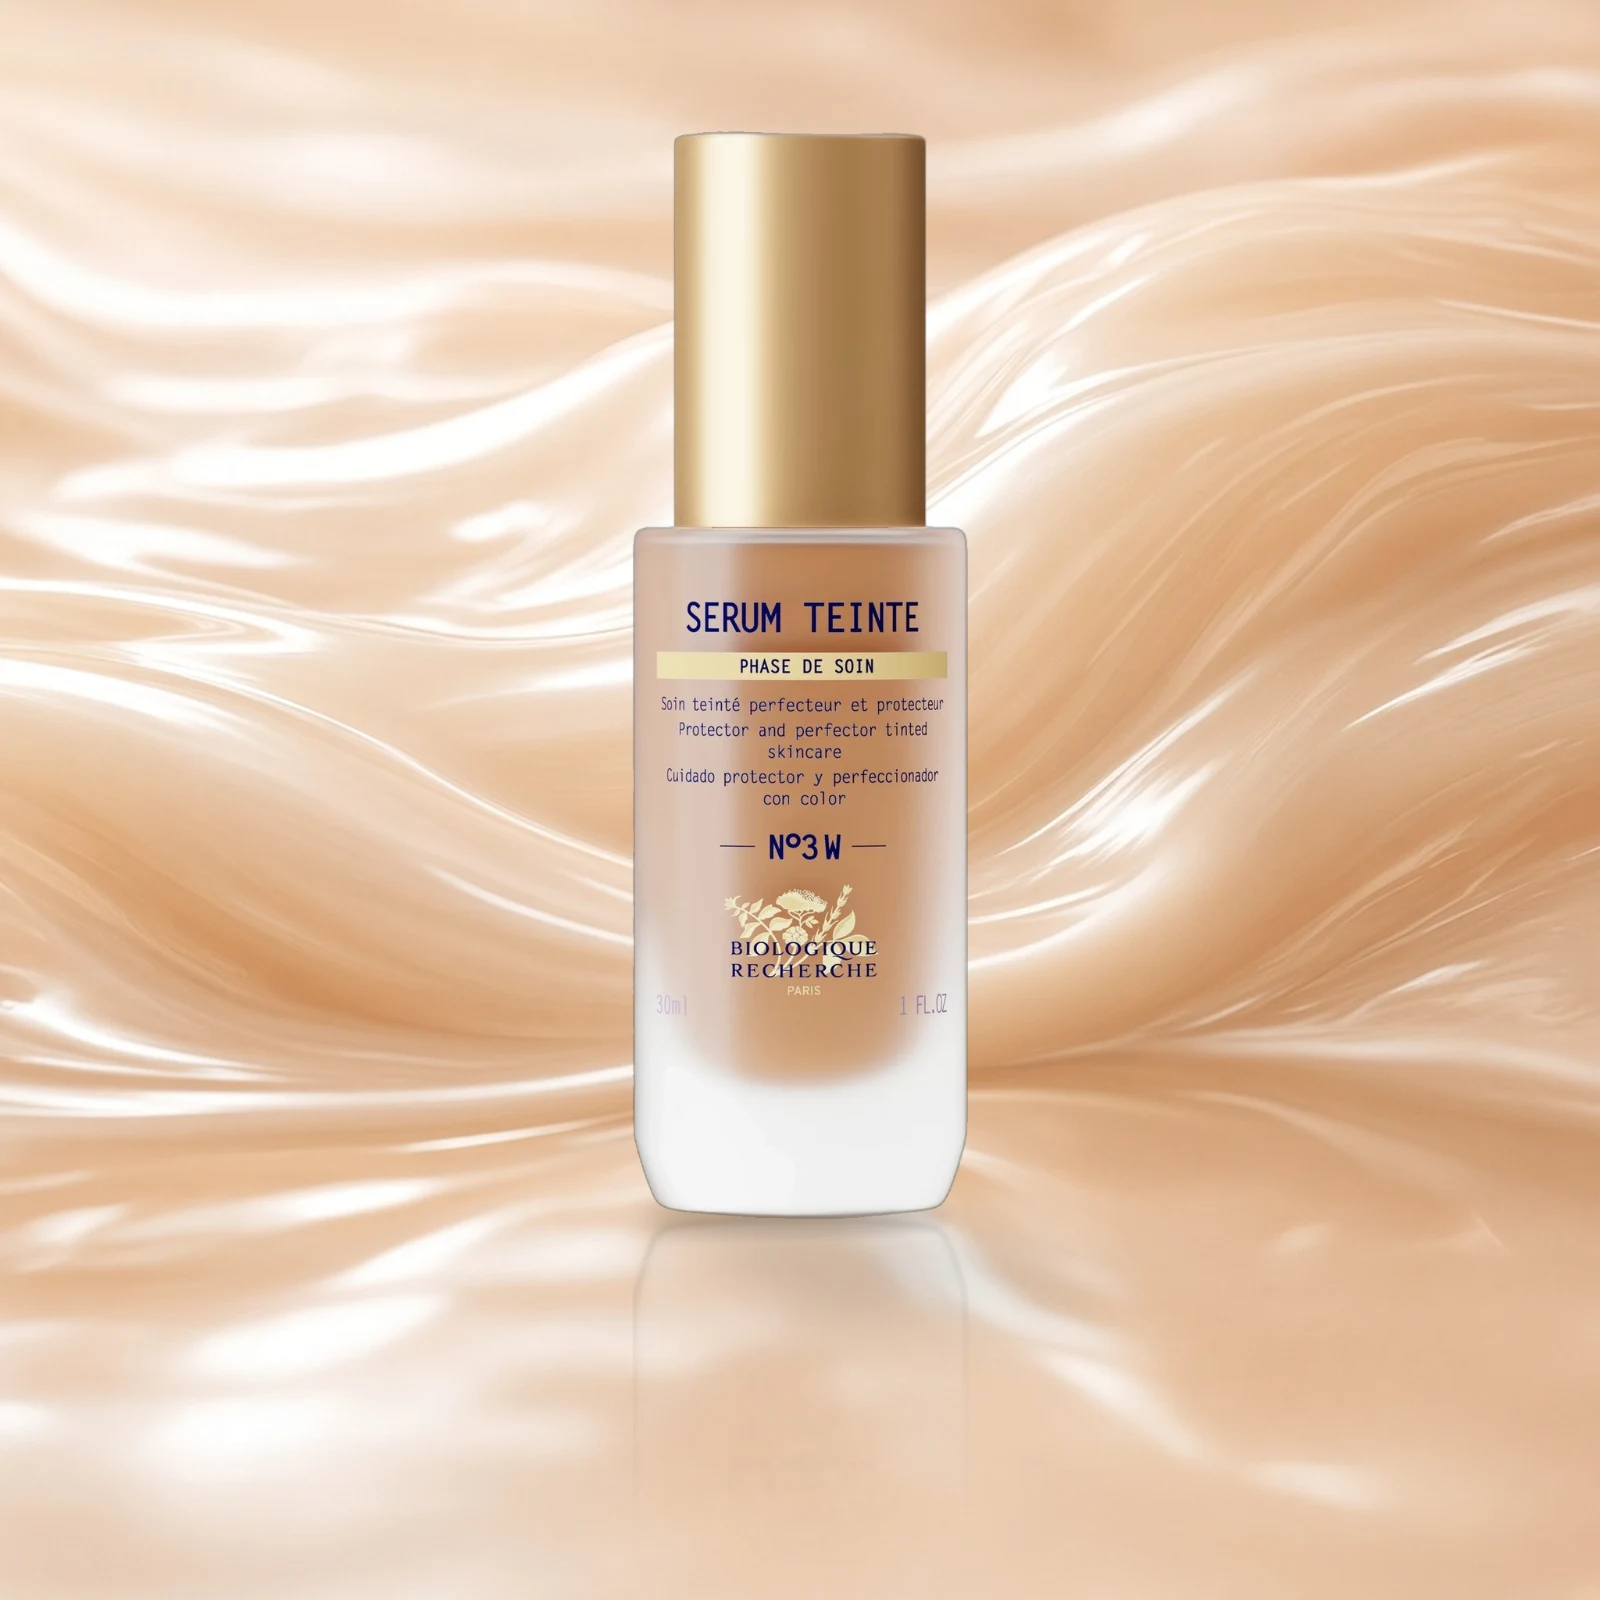 SERUM TEINTE
PHASE DE SOIN
Soin teinté perfecteur et protecteur
Protector and perfector tinted
skincare
Cuidado protector y perfeccionador
con color
Nº3 W
BIOLOGIQUE
RECHERCHE
PARIS
30ml
1 FL.OZ